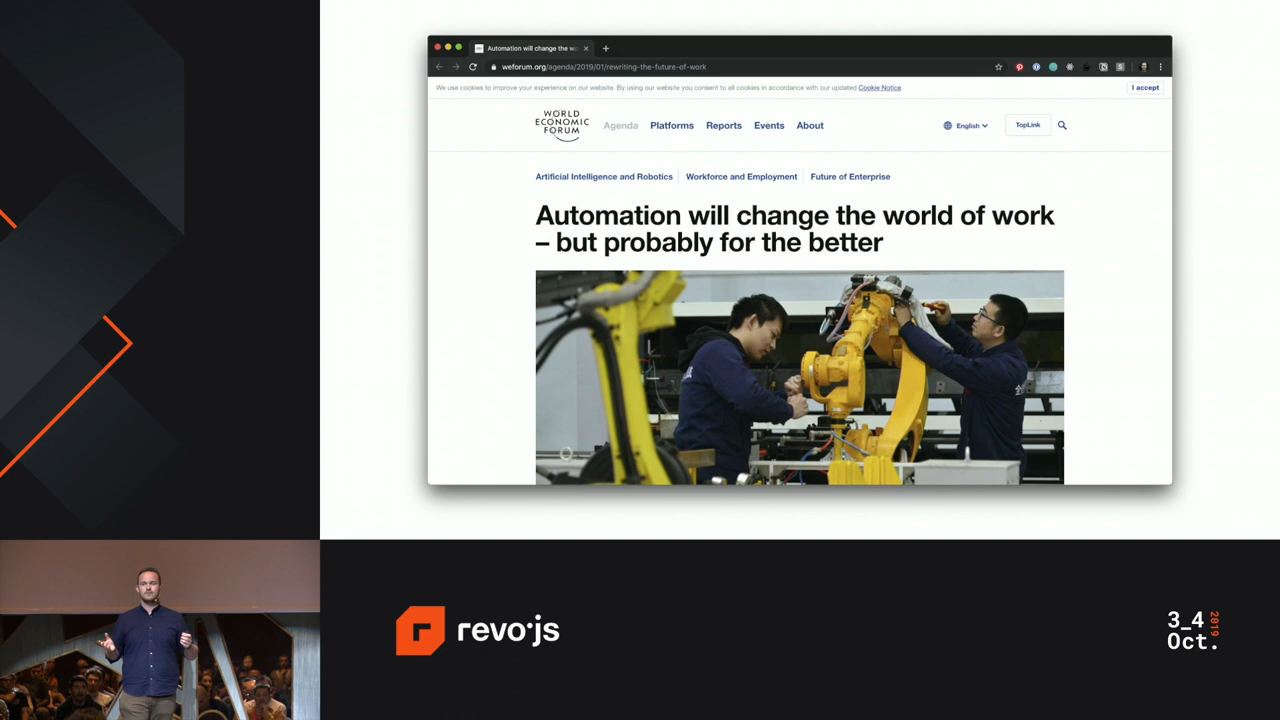 Automation will change the wo
weforum.org/agenda/2019/01/rewriting-the-future-of-work
We use cookies to improve your experience on our website. By using our website you consent to all cookies in accordance with our updated Cookie Notice.
I accept
WORLD
ECONOMIC
FORUM
Agenda Platforms Reports Events About
English
TopLink
Artificial Intelligence and Robotics Workforce and Employment Future of Enterprise
Automation will change the world of work
– but probably for the better
revo·js
3_4
Oct.
2019